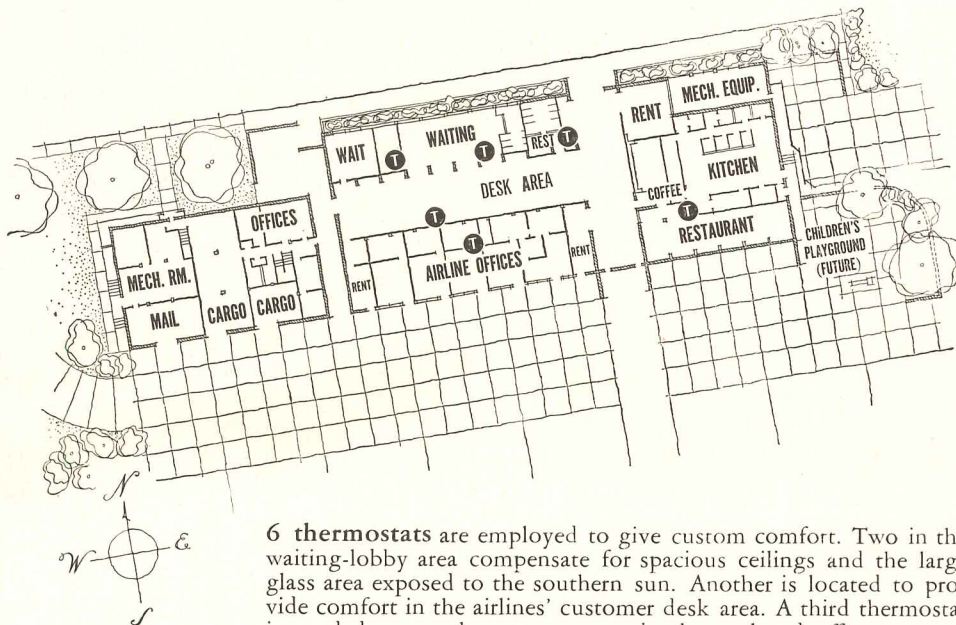 MECH. EQUIP.
RENT
WAITING
WAIT
T
T
REST
T
KITCHEN
DESK AREA
COFFEE
T
RESTAURANT
OFFICES
T
T
AIRLINE OFFICES
RENT
RENT
CHILDREN'S
PLAYGROUND
(FUTURE)
MECH. RM.
MAIL
CARGO
CARGO
N
W
E
S
6 thermostats are employed to give custom comfort. Two in th
waiting-lobby area compensate for spacious ceilings and the larg
glass area exposed to the southern sun. Another is located to pro
vide comfort in the airlines' customer desk area. A third thermosta